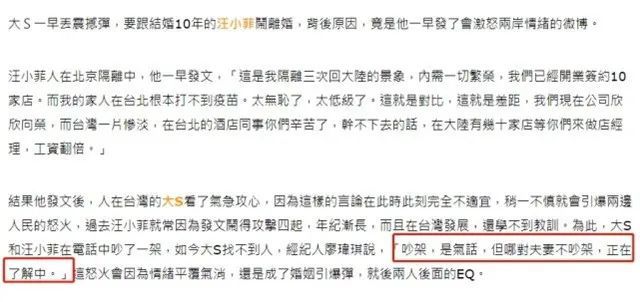 大S一早丟震撼彈，要跟結婚10年的汪小菲鬧離婚，背後原因，竟是他一早發了會激怒兩岸情緒的微博。
汪小菲人在北京隔離中，他一早發文，「這是我隔離三次回大陸的景象，內需一切繁榮，我們已經開業簽約10
家店。而我的家人在台北根本打不到疫苗。太無恥了，太低級了。這就是對比，這就是差距，我們現在公司欣
欣向榮，而台灣一片慘淡，在台北的酒店同事你們辛苦了，幹不下去的話，在大陸有幾十家店等你們來做店經
理，工資翻倍。」
結果他發文後，人在台灣的大S看了氣急攻心，因為這樣的言論在此時此刻完全不適宜，稍一不慎就會引爆兩邊
人民的怒火，過去汪小菲就常因為發文鬧得攻擊四起，年紀漸長，而且在台灣發展，還學不到教訓。為此，大S
和汪小菲在電話中吵了一架，如今大S找不到人，經紀人廖瑋琪說，「吵架，是氣話，但哪對夫妻不吵架，正在
了解中。」這怒火會因為情緒平覆氣消，還是成了婚姻引爆彈，就後兩人後面的EQ。